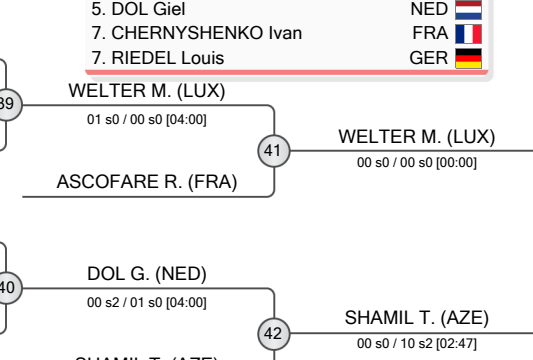 5. DOL Giel NED
7. CHERNYSHENKO Ivan FRA
7. RIEDEL Louis GER
39
WELTER M. (LUX)
01 s0 / 00 s0 [04:00]
41
WELTER M. (LUX)
00 s0 / 00 s0 [00:00]
ASCOFARE R. (FRA)
40
DOL G. (NED)
00 s2 / 01 s0 [04:00]
42
SHAMIL T. (AZE)
00 s0 / 10 s2 [02:47]
SHAMIL T. (AZE)